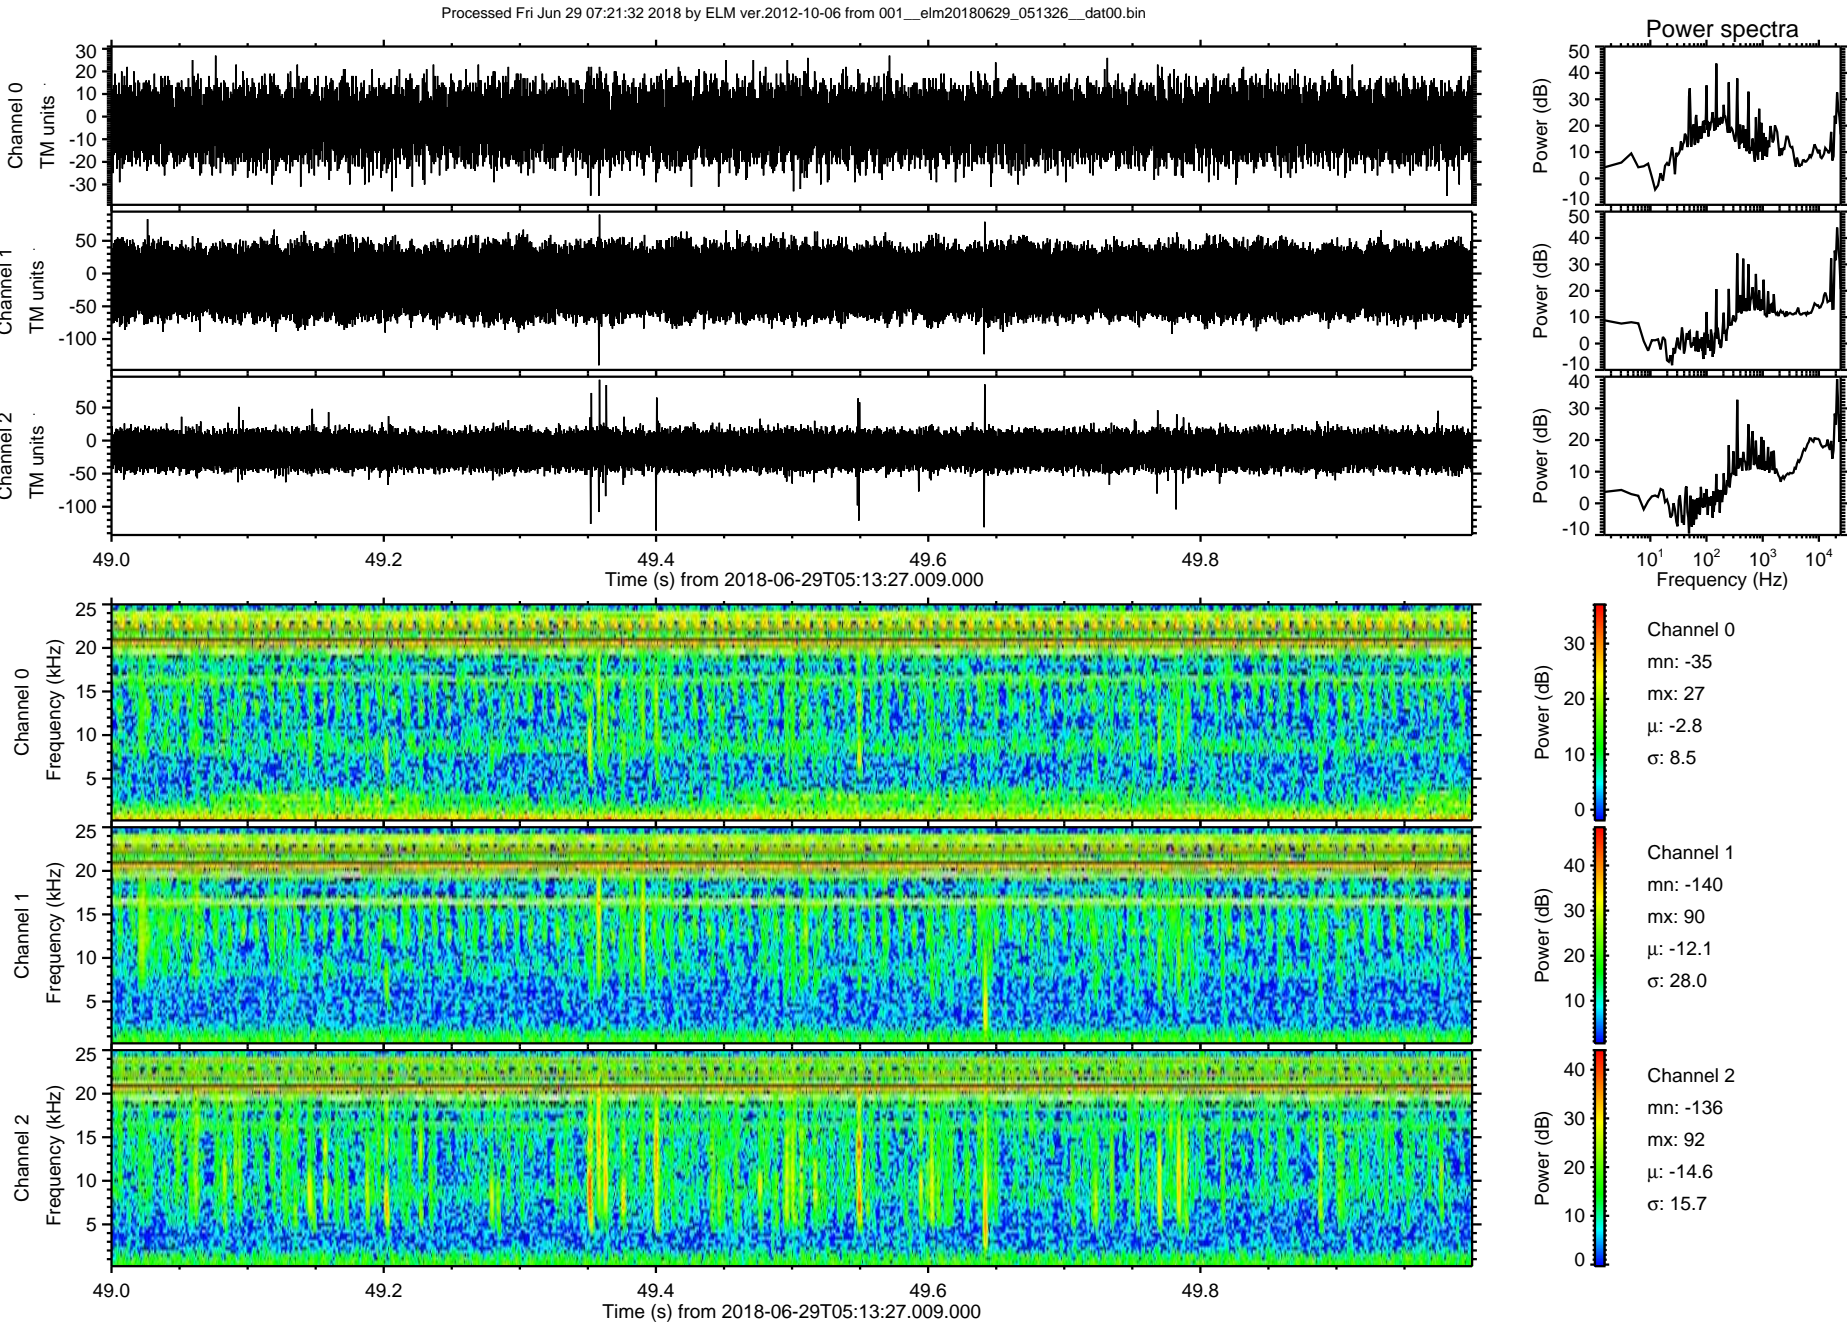 Processed Fri Jun 29 07:21:32 2018 by ELM ver.2012-10-06 from 001__elm20180629_051326__dat00.bin
Power spectra
Channel 0
TM units
30
20
10
0
-10
-20
-30
Power (dB)
50
40
30
20
10
0
-10
Channel 1
TM units
50
0
-50
-100
Power (dB)
50
40
30
20
10
0
-10
Channel 2
TM units
50
0
-50
-100
Power (dB)
40
30
20
10
0
-10
49.0 49.2 49.4 49.6 49.8
Time (s) from 2018-06-29T05:13:27.009.000
10¹ 10² 10³ 10⁴
Frequency (Hz)
Channel 0
Frequency (kHz)
25
20
15
10
5
Power (dB)
30
20
10
0
Channel 0
mn: -35
mx: 27
μ: -2.8
σ: 8.5
Channel 1
Frequency (kHz)
25
20
15
10
5
Power (dB)
40
30
20
10
Channel 1
mn: -140
mx: 90
μ: -12.1
σ: 28.0
Channel 2
Frequency (kHz)
25
20
15
10
5
Power (dB)
40
30
20
10
0
Channel 2
mn: -136
mx: 92
μ: -14.6
σ: 15.7
49.0 49.2 49.4 49.6 49.8
Time (s) from 2018-06-29T05:13:27.009.000